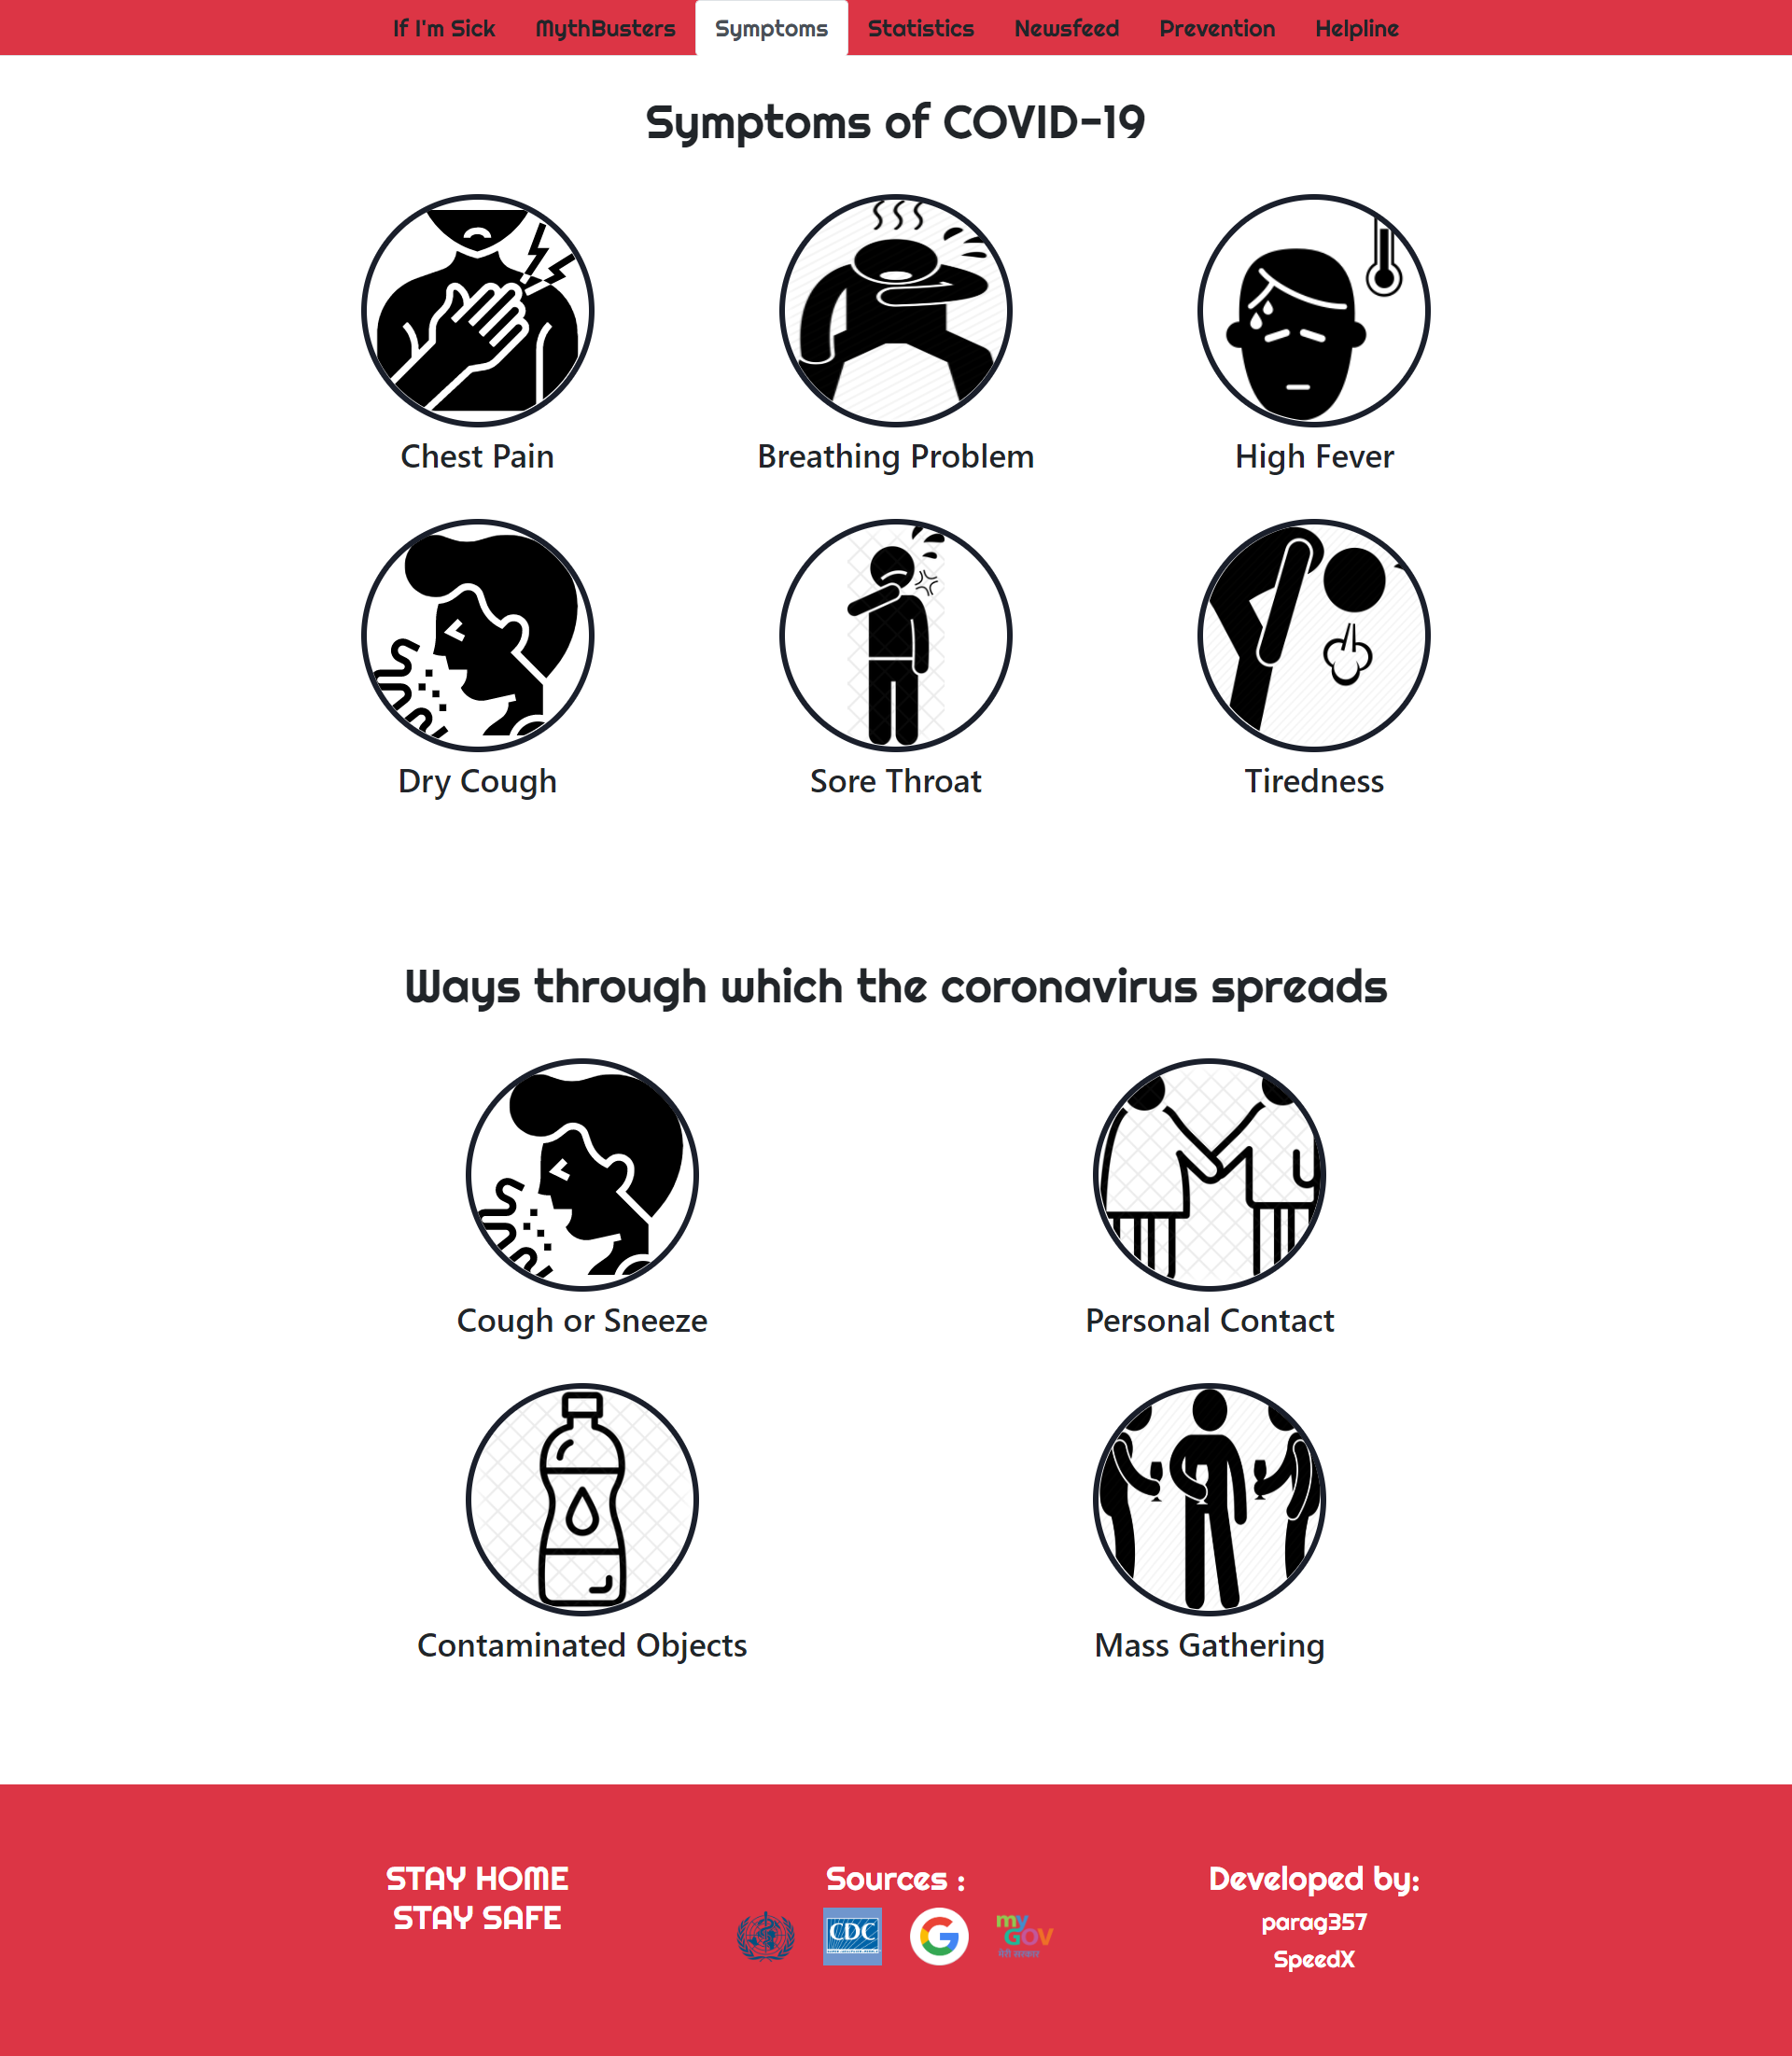 If I'm Sick
MythBusters
Symptoms
Statistics
Newsfeed
Prevention
Helpline
Symptoms of COVID-19
Chest Pain
Breathing Problem
High Fever
Dry Cough
Sore Throat
Tiredness
Ways through which the coronavirus spreads
Cough or Sneeze
Personal Contact
Contaminated Objects
Mass Gathering
STAY HOME
STAY SAFE
Sources :
CDC
G
my
GOV
मेरी सरकार
Developed by:
parag357
SpeedX